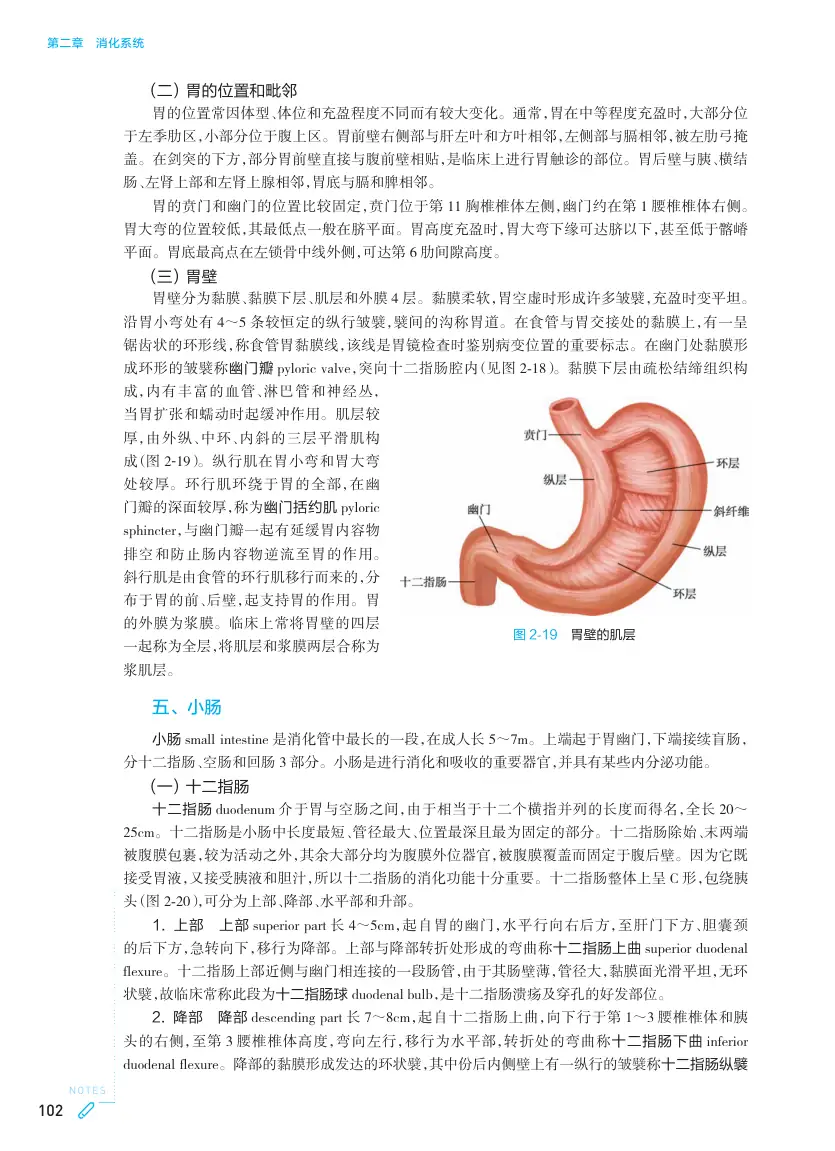 第二章　消化系统
（二）胃的位置和毗邻
胃的位置常因体型、体位和充盈程度不同而有较大变化。通常,胃在中等程度充盈时,大部分位
于左季肋区,小部分位于腹上区。胃前壁右侧部与肝左叶和方叶相邻,左侧部与膈相邻,被左肋弓掩
盖。在剑突的下方,部分胃前壁直接与腹前壁相贴,是临床上进行胃触诊的部位。胃后壁与胰、横结
肠、左肾上部和左肾上腺相邻,胃底与膈和脾相邻。
胃的贲门和幽门的位置比较固定,贲门位于第 11 胸椎椎体左侧,幽门约在第 1 腰椎椎体右侧。
胃大弯的位置较低,其最低点一般在脐平面。胃高度充盈时,胃大弯下缘可达脐以下,甚至低于髂嵴
平面。胃底最高点在左锁骨中线外侧,可达第 6 肋间隙高度。
（三）胃壁
胃壁分为黏膜、黏膜下层、肌层和外膜 4 层。黏膜柔软,胃空虚时形成许多皱襞,充盈时变平坦。
沿胃小弯处有 4～5 条较恒定的纵行皱襞,襞间的沟称胃道。在食管与胃交接处的黏膜上,有一呈
锯齿状的环形线,称食管胃黏膜线,该线是胃镜检查时鉴别病变位置的重要标志。在幽门处黏膜形
成环形的皱襞称幽门瓣 pyloric valve,突向十二指肠腔内（见图 2-18）。黏膜下层由疏松结缔组织构
成,内有丰富的血管、淋巴管和神经丛,
当胃扩张和蠕动时起缓冲作用。肌层较
厚,由外纵、中环、内斜的三层平滑肌构
成（图 2-19）。纵行肌在胃小弯和胃大弯
处较厚。环行肌环绕于胃的全部,在幽
门瓣的深面较厚,称为幽门括约肌 pyloric
sphincter,与幽门瓣一起有延缓胃内容物
排空和防止肠内容物逆流至胃的作用。
斜行肌是由食管的环行肌移行而来的,分
布于胃的前、后壁,起支持胃的作用。胃
的外膜为浆膜。临床上常将胃壁的四层
一起称为全层,将肌层和浆膜两层合称为
浆肌层。
贲门
环层
纵层
幽门
斜纤维
纵层
十二指肠
环层
图 2-19　胃壁的肌层
五、小肠
小肠 small intestine 是消化管中最长的一段,在成人长 5～7m。上端起于胃幽门,下端接续盲肠,
分十二指肠、空肠和回肠 3 部分。小肠是进行消化和吸收的重要器官,并具有某些内分泌功能。
（一）十二指肠
十二指肠 duodenum 介于胃与空肠之间,由于相当于十二个横指并列的长度而得名,全长 20～
25cm。十二指肠是小肠中长度最短、管径最大、位置最深且最为固定的部分。十二指肠除始、末两端
被腹膜包裹,较为活动之外,其余大部分均为腹膜外位器官,被腹膜覆盖而固定于腹后壁。因为它既
接受胃液,又接受胰液和胆汁,所以十二指肠的消化功能十分重要。十二指肠整体上呈 C 形,包绕胰
头（图 2-20）,可分为上部、降部、水平部和升部。
1. 上部　上部 superior part 长 4～5cm,起自胃的幽门,水平行向右后方,至肝门下方、胆囊颈
的后下方,急转向下,移行为降部。上部与降部转折处形成的弯曲称十二指肠上曲 superior duodenal
flexure。十二指肠上部近侧与幽门相连接的一段肠管,由于其肠壁薄,管径大,黏膜面光滑平坦,无环
状襞,故临床常称此段为十二指肠球 duodenal bulb,是十二指肠溃疡及穿孔的好发部位。
2. 降部　降部 descending part 长 7～8cm,起自十二指肠上曲,向下行于第 1～3 腰椎椎体和胰
头的右侧,至第 3 腰椎椎体高度,弯向左行,移行为水平部,转折处的弯曲称十二指肠下曲 inferior
duodenal flexure。降部的黏膜形成发达的环状襞,其中份后内侧壁上有一纵行的皱襞称十二指肠纵襞
NOTES
102